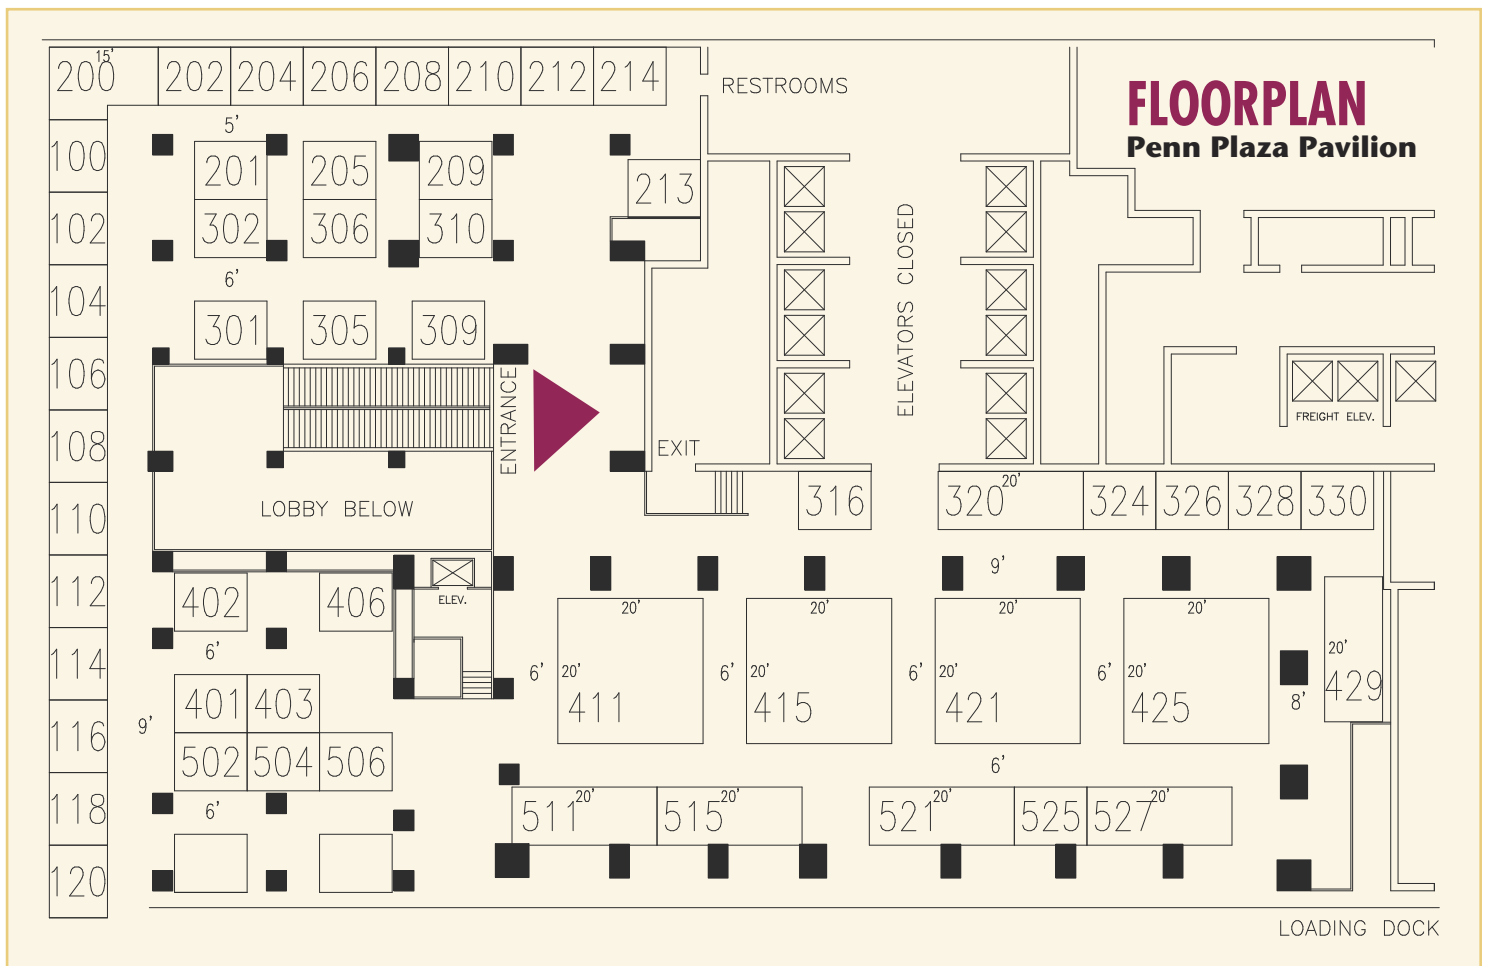 FLOORPLAN
Penn Plaza Pavilion
15'
200 202 204 206 208 210 212 214
RESTROOMS
5'
100
201 205 209
213
102
302 306 310
6'
104
301 305 309
106
ENTRANCE
ELEVATORS CLOSED
FREIGHT ELEV.
108
EXIT
LOBBY BELOW
110
316
320 20'
324 326 328 330
9'
112
402 406
ELEV.
20' 20' 20' 20'
6'
114
6' 20' 6' 20' 6' 20' 6' 20'
20'
429
8'
401 403
411 415 421 425
9'
116
502 504 506
6'
6'
118
511 20' 515 20' 521 20' 525 527 20'
120
LOADING DOCK